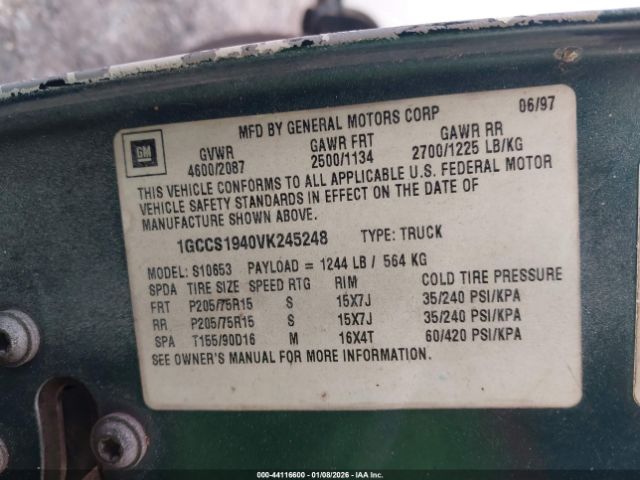 MFD BY GENERAL MOTORS CORP 06/97
GM
GVWR GAWR FRT GAWR RR
4600/2087 2500/1134 2700/1225 LB/KG
THIS VEHICLE CONFORMS TO ALL APPLICABLE U.S. FEDERAL MOTOR
VEHICLE SAFETY STANDARDS IN EFFECT ON THE DATE OF
MANUFACTURE SHOWN ABOVE.
1GCCS1940VK245248 TYPE: TRUCK
MODEL: S10653 PAYLOAD = 1244 LB / 564 KG
SPDA TIRE SIZE SPEED RTG RIM COLD TIRE PRESSURE
FRT P205/75R15 S 15X7J 35/240 PSI/KPA
RR P205/75R15 S 15X7J 35/240 PSI/KPA
SPA T155/90D16 M 16X4T 60/420 PSI/KPA
SEE OWNER'S MANUAL FOR MORE INFORMATION.
000-44116600 - 01/08/2026 - IAA Inc.